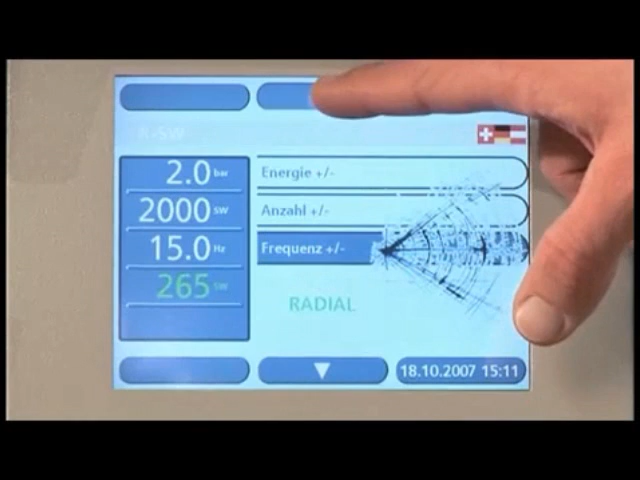 R-SW
2.0 bar
Energie +/-
2000 SW
Anzahl +/-
15.0 Hz
Frequenz +/-
265 SW
RADIAL
18.10.2007 15:11